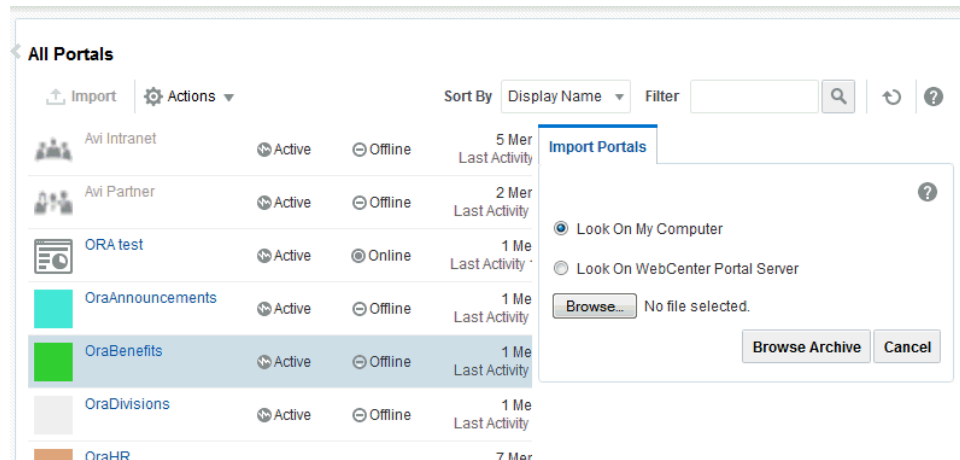 All Portals
Import Actions Sort By Display Name Filter
Avi Intranet Active Offline 5 Mer
Last Activity
Import Portals
Avi Partner Active Offline 2 Mer
Last Activity
Look On My Computer
ORA test Active Online 1 Me
Last Activity
Look On WebCenter Portal Server
OraAnnouncements Active Offline 1 Me
Last Activity
Browse... No file selected.
OraBenefits Active Offline 1 Me
Last Activity
Browse Archive Cancel
OraDivisions Active Offline 1 Me
Last Activity
OraHR 7 Mer